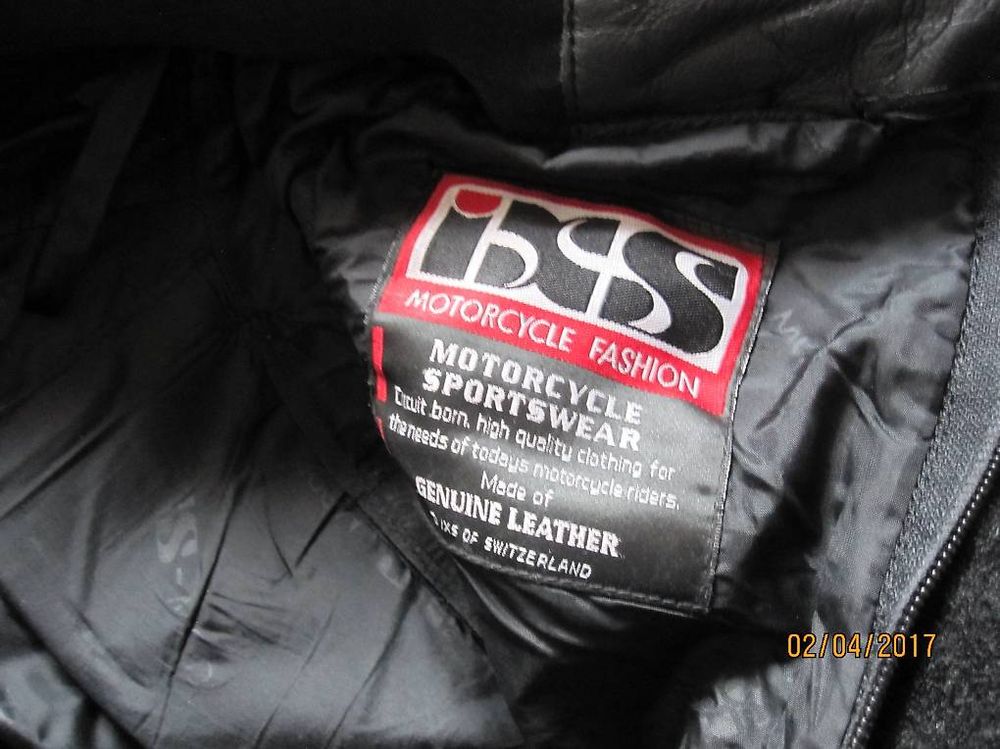 ixs
MOTORCYCLE FASHION
MOTORCYCLE
SPORTSWEAR
Circuit born, high quality clothing for
the needs of todays motorcycle riders.
Made of
GENUINE LEATHER
IXS OF SWITZERLAND
02/04/2017